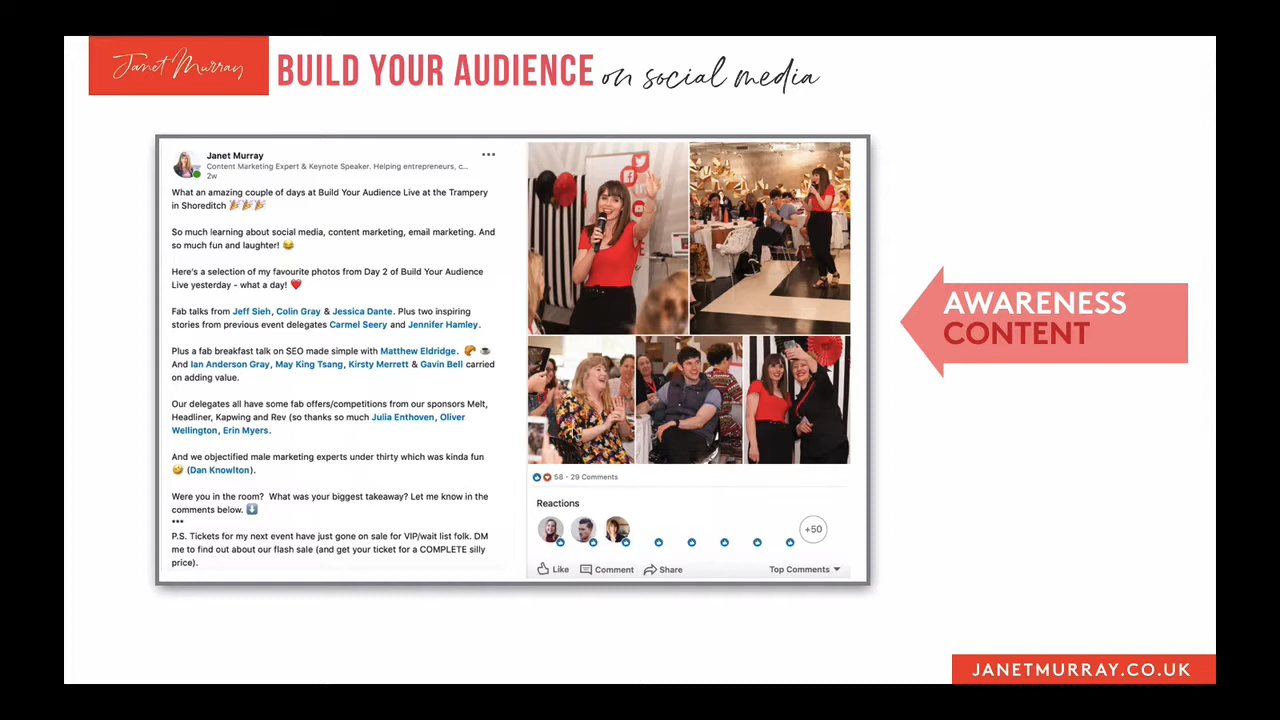 Janet Murray
BUILD YOUR AUDIENCE on social media
Janet Murray
Content Marketing Expert & Keynote Speaker. Helping entrepreneurs, c...
2w
What an amazing couple of days at Build Your Audience Live at the Trampery
in Shoreditch 🎉🎉🎉
So much learning about social media, content marketing, email marketing. And
so much fun and laughter! 😂
Here's a selection of my favourite photos from Day 2 of Build Your Audience
Live yesterday - what a day! ❤️
Fab talks from Jeff Sieh, Colin Gray & Jessica Dante. Plus two inspiring
stories from previous event delegates Carmel Seery and Jennifer Hamley.
Plus a fab breakfast talk on SEO made simple with Matthew Eldridge. 🥐 ☕
And Ian Anderson Gray, May King Tsang, Kirsty Merrett & Gavin Bell carried
on adding value.
Our delegates all have some fab offers/competitions from our sponsors Melt,
Headliner, Kapwing and Rev (so thanks so much Julia Enthoven, Oliver
Wellington, Erin Myers.
And we objectified male marketing experts under thirty which was kinda fun
🤣 (Dan Knowlton).
Were you in the room?  What was your biggest takeaway? Let me know in the
comments below. ⬇️
***
P.S. Tickets for my next event have just gone on sale for VIP/wait list folk. DM
me to find out about our flash sale (and get your ticket for a COMPLETE silly
price).
58 · 29 Comments
Reactions
+50
Like Comment Share Top Comments
AWARENESS
CONTENT
JANETMURRAY.CO.UK